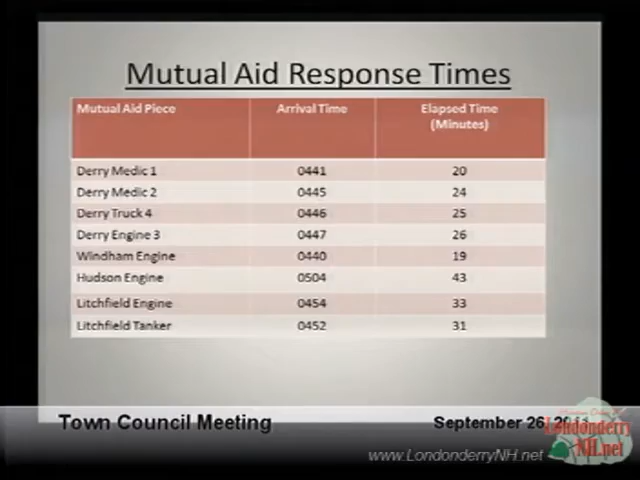 Mutual Aid Response Times
Mutual Aid Piece Arrival Time Elapsed Time
(Minutes)
Derry Medic 1 0441 20
Derry Medic 2 0445 24
Derry Truck 4 0446 25
Derry Engine 3 0447 26
Windham Engine 0440 19
Hudson Engine 0504 43
Litchfield Engine 0454 33
Litchfield Tanker 0452 31
Town Council Meeting September 26, 2011
Londonderry
NH.net
www.LondonderryNH.net